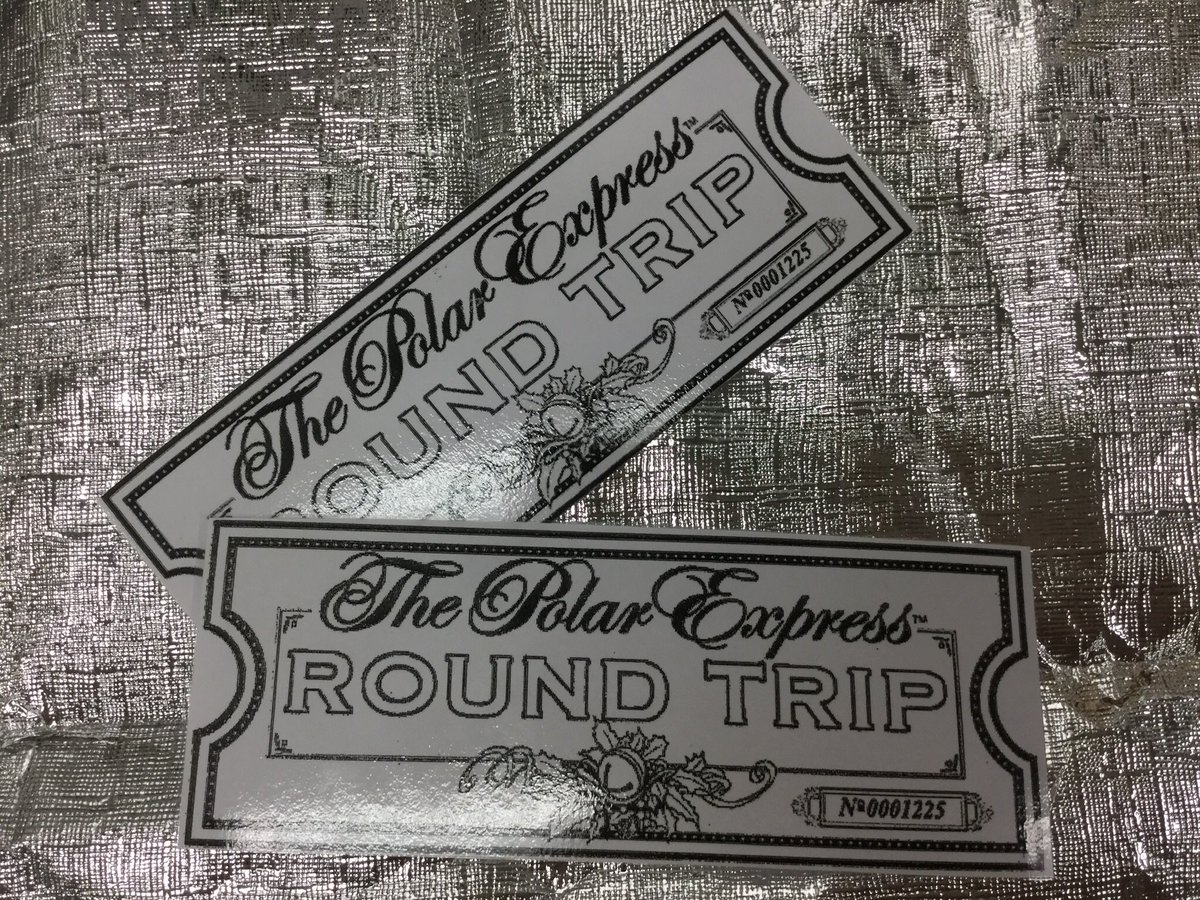 The Polar Express™
ROUND TRIP
Nº0001225
The Polar Express™
ROUND TRIP
Nº0001225